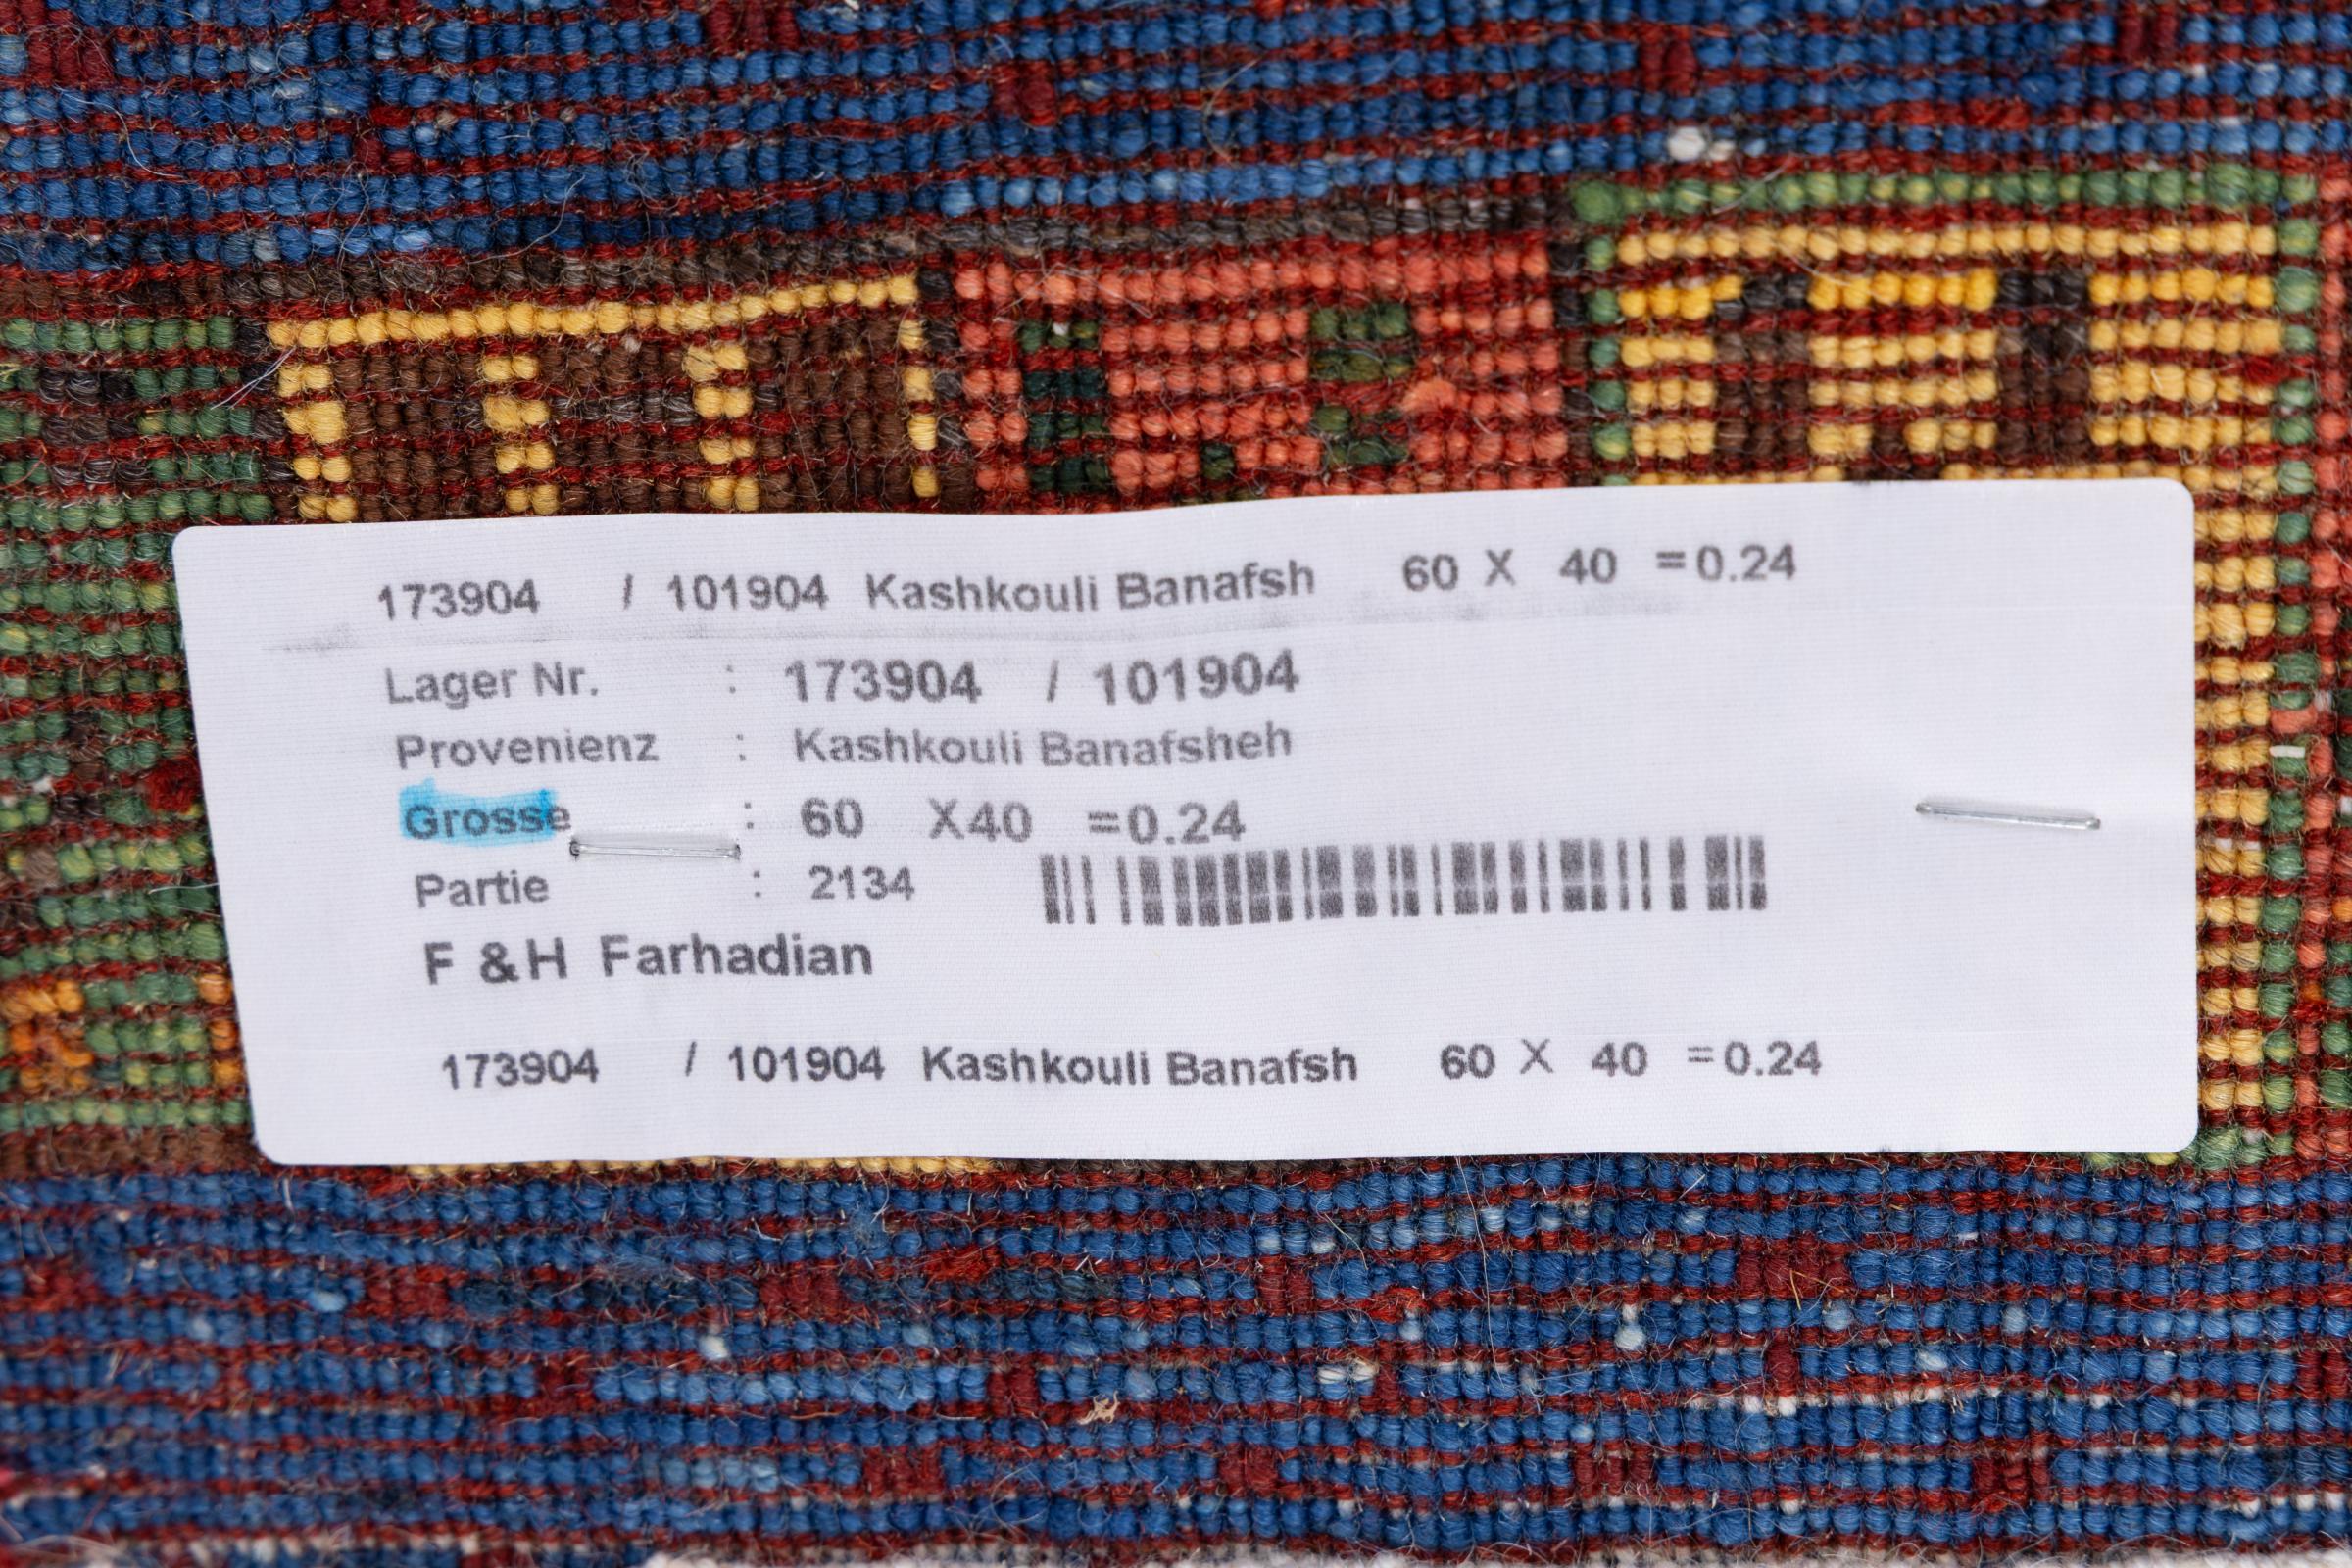 173904 / 101904 Kashkouli Banafsh 60 X 40 =0.24
Lager Nr. : 173904 / 101904
Provenienz : Kashkouli Banafsheh
Grosse : 60 X40 =0.24
Partie : 2134
F &H Farhadian
173904 / 101904 Kashkouli Banafsh 60 X 40 =0.24